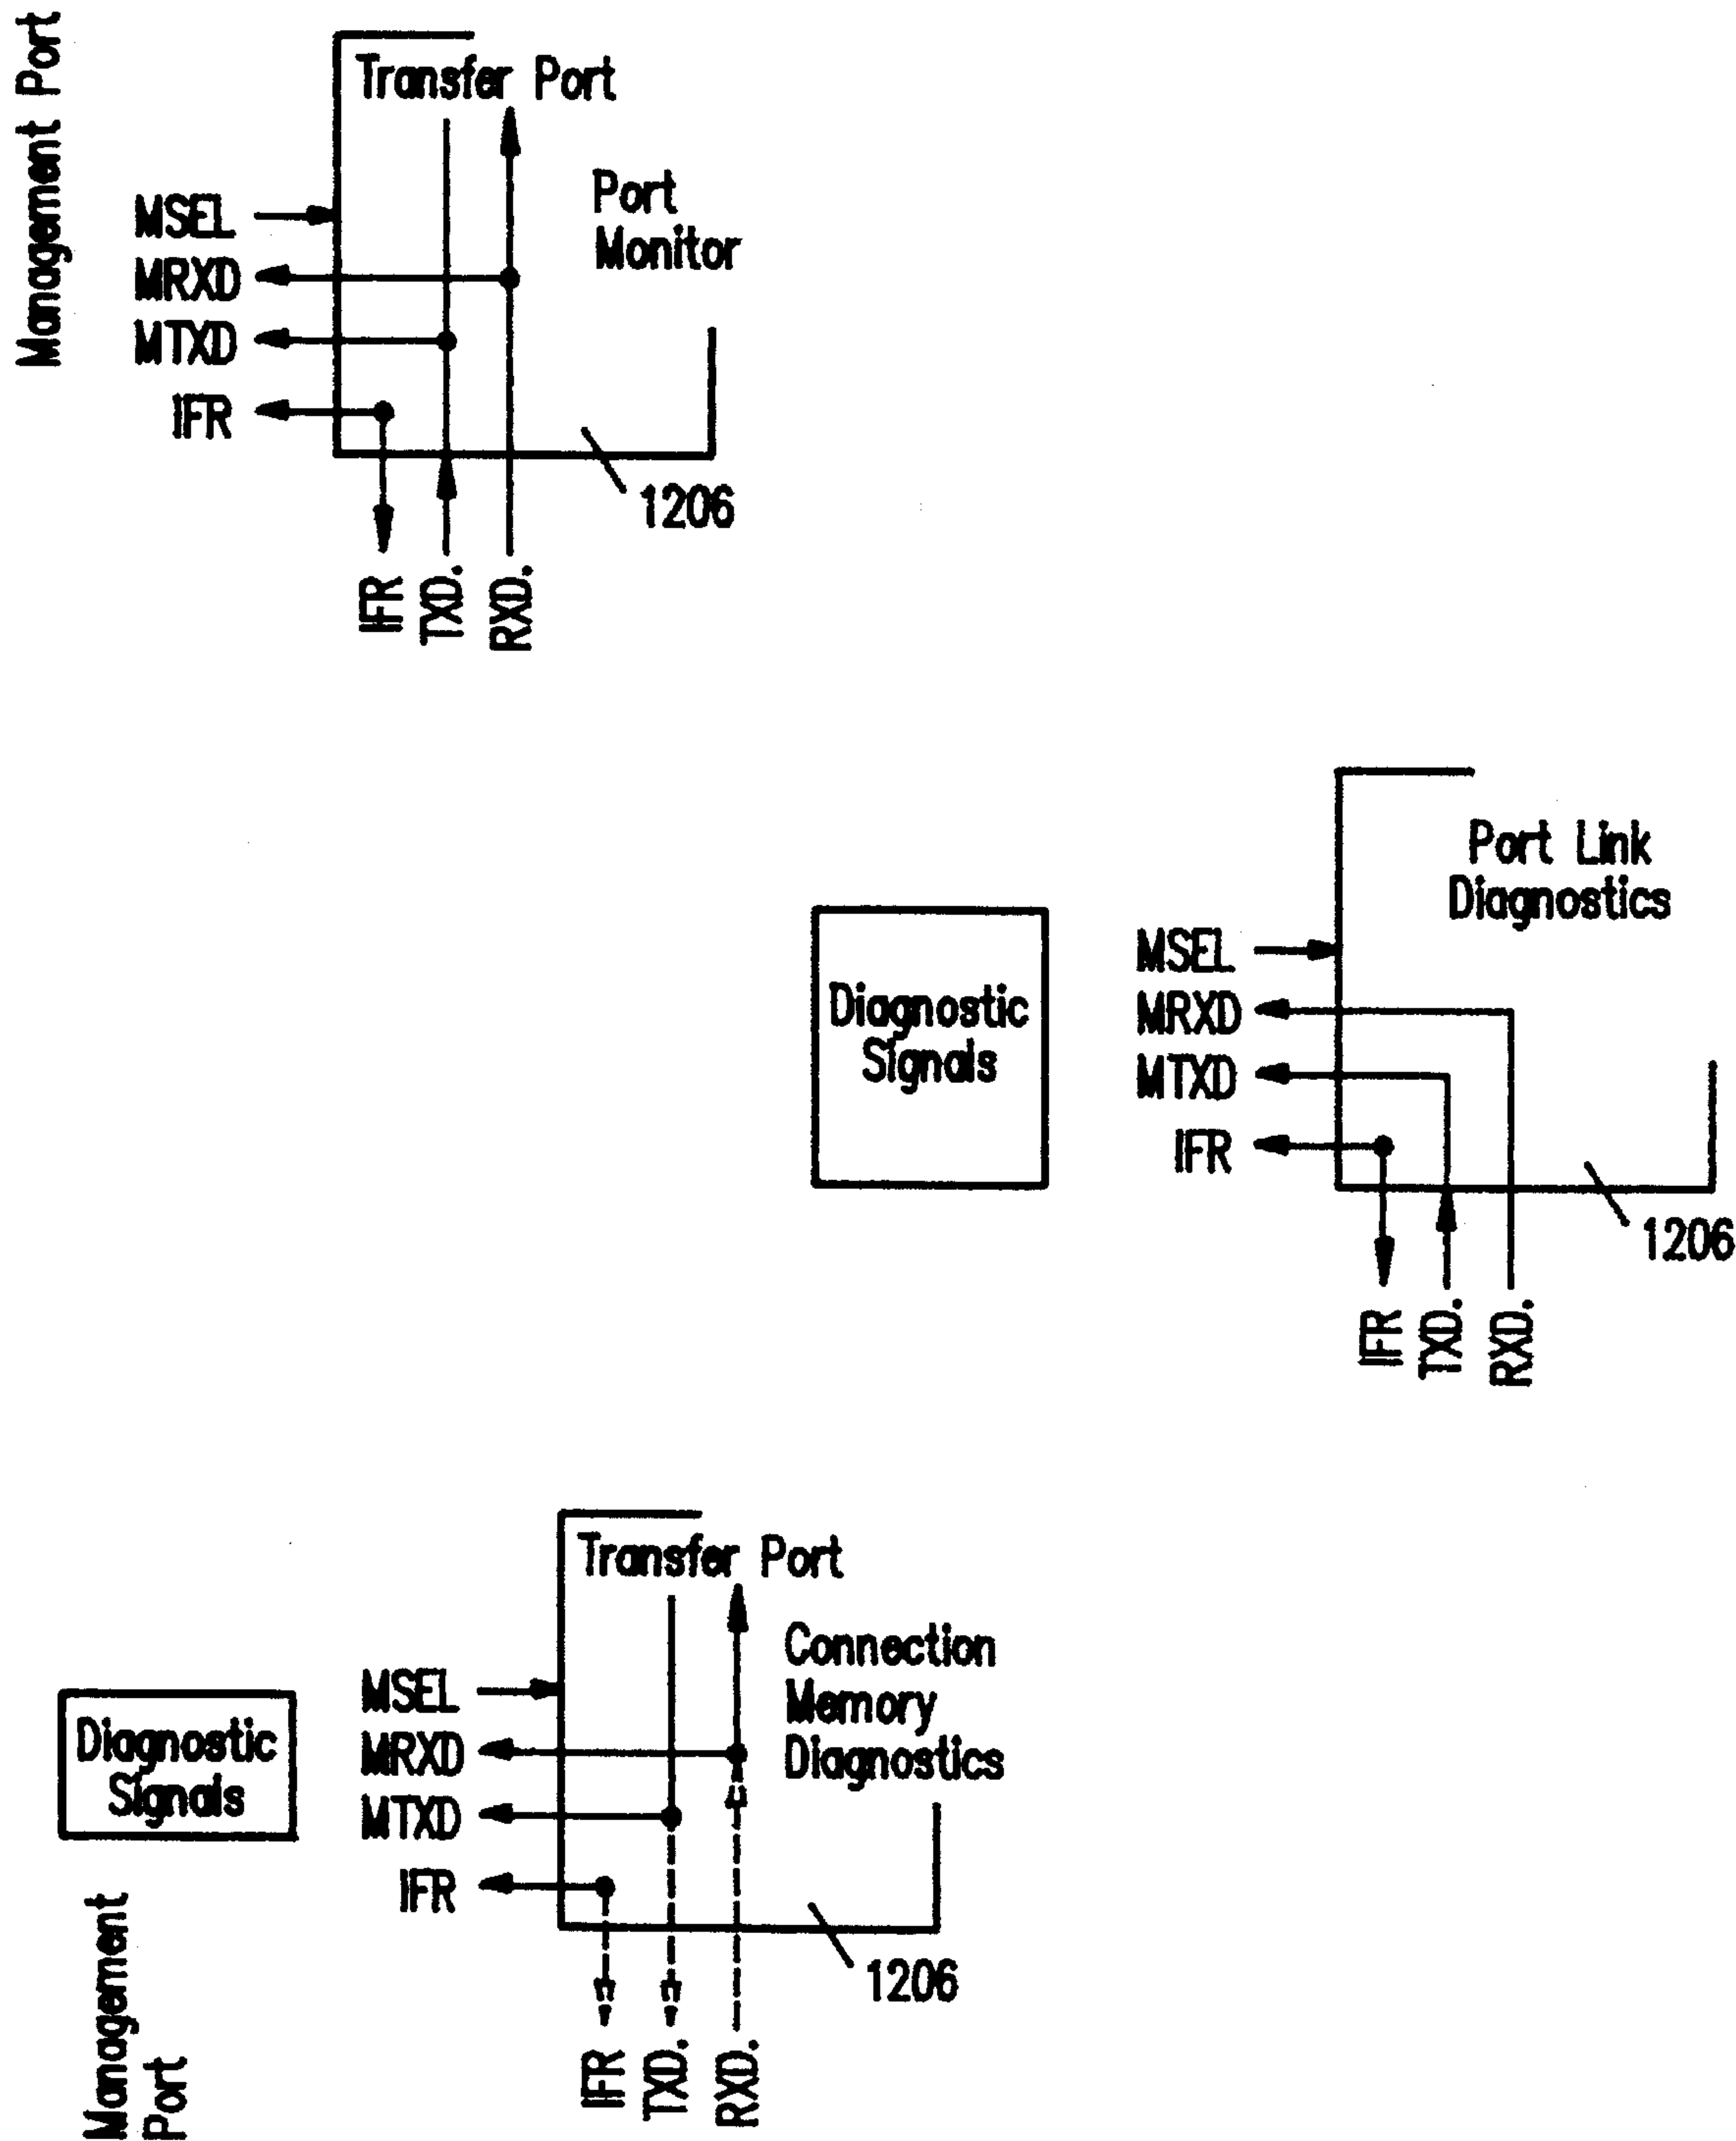 Management Port
Transfer Port
Port
Monitor
MSEL
MRXD
MTXD
IFR
1206
IFR
TXD.
RXD.
Port Link
Diagnostics
Diagnostic
Signals
MSEL
MRXD
MTXD
IFR
1206
IFR
TXD.
RXD.
Transfer Port
Connection
Memory
Diagnostics
Diagnostic
Signals
MSEL
MRXD
MTXD
IFR
1206
Management
Port
IFR
TXD.
RXD.